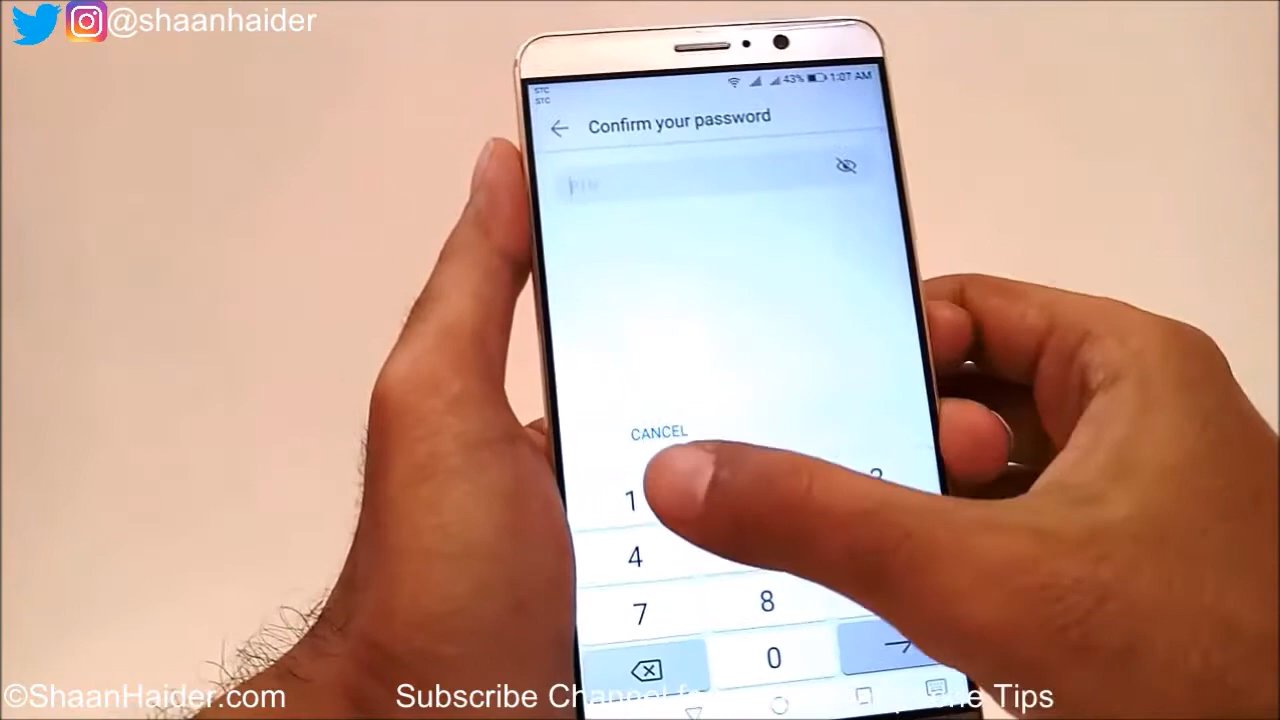 @shaanhaider
STC
STC
43% 1:07 AM
Confirm your password
PIN
CANCEL
1
4
7 8
0
©ShaanHaider.com
Subscribe Channel Tips